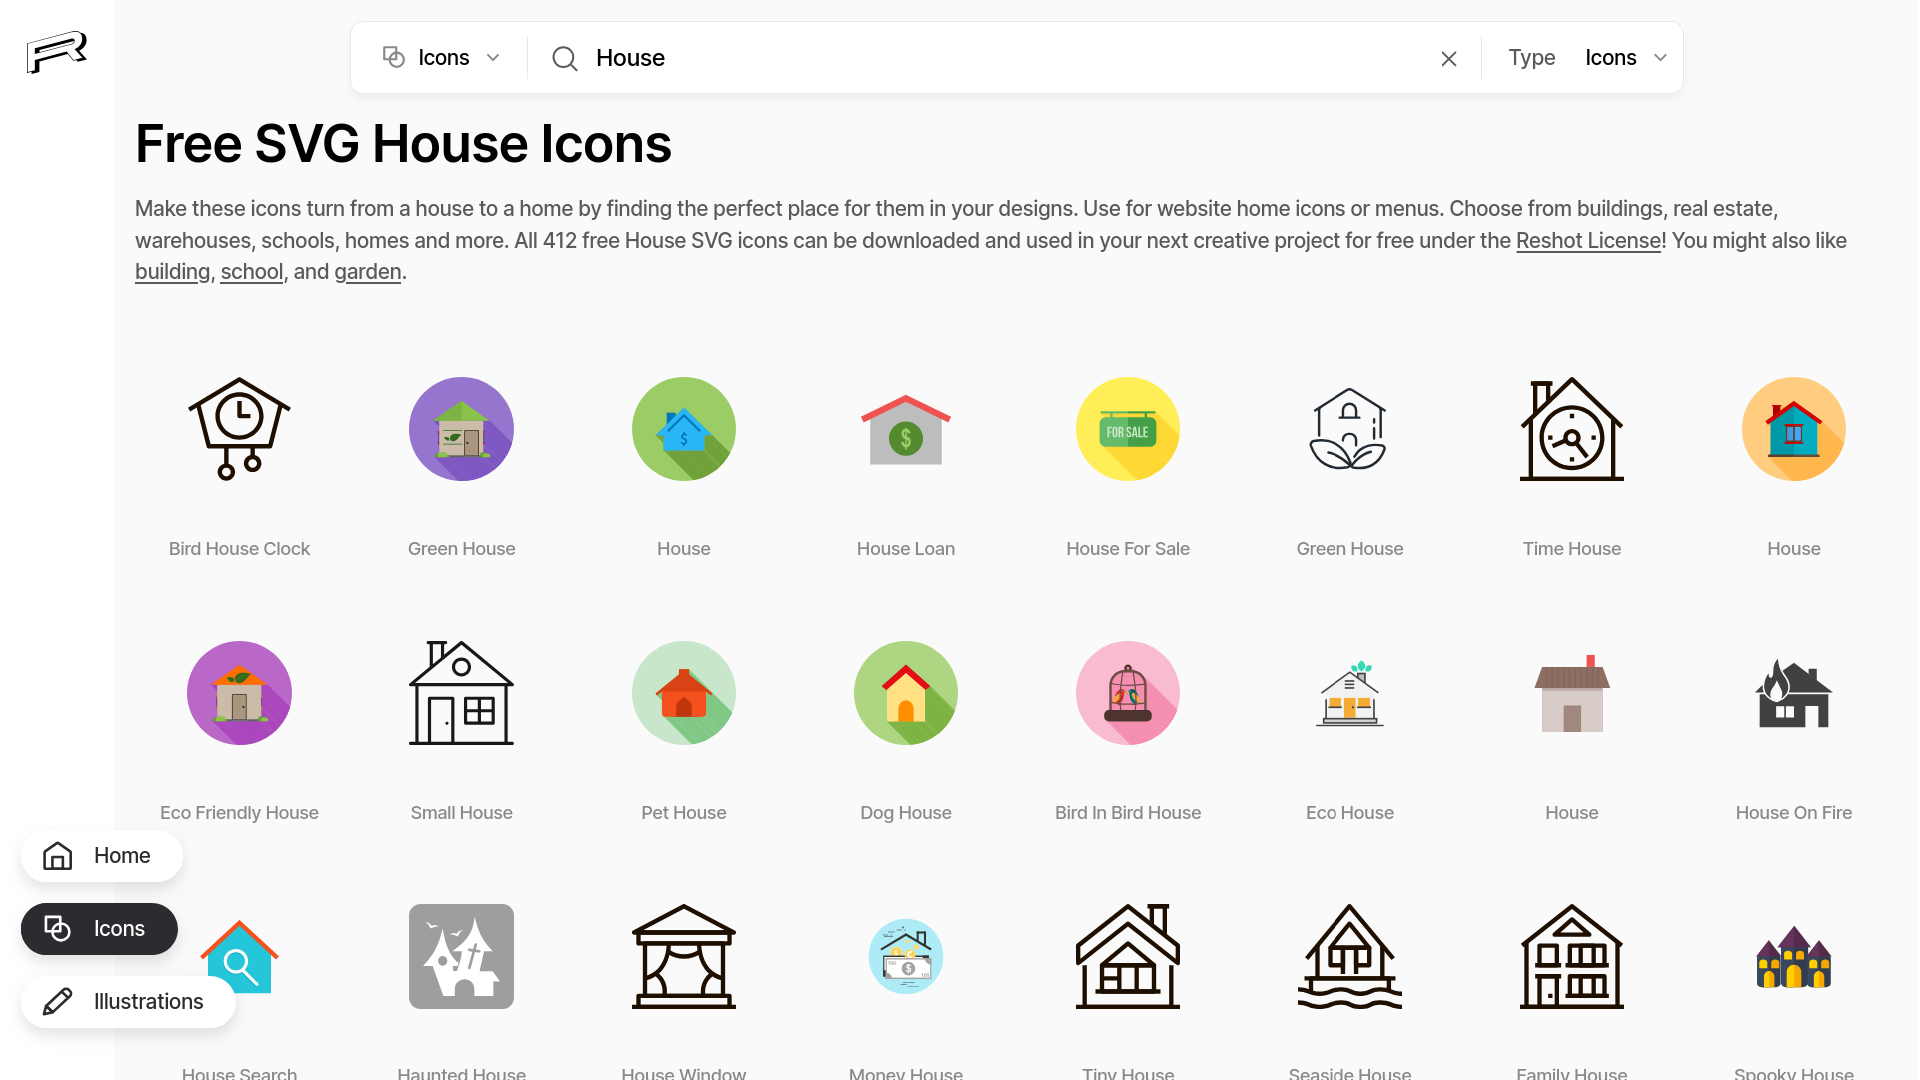 Icons
House
Type
Icons
Free SVG House Icons
Make these icons turn from a house to a home by finding the perfect place for them in your designs. Use for website home icons or menus. Choose from buildings, real estate,
warehouses, schools, homes and more. All 412 free House SVG icons can be downloaded and used in your next creative project for free under the Reshot License! You might also like
building, school, and garden.
$
$
FOR SALE
Bird House Clock
Green House
House
House Loan
House For Sale
Green House
Time House
House
Eco Friendly House
Small House
Pet House
Dog House
Bird In Bird House
Eco House
House
House On Fire
Home
Icons
Illustrations
$
House Search
Haunted House
House Window
Money House
Tiny House
Seaside House
Family House
Spooky House